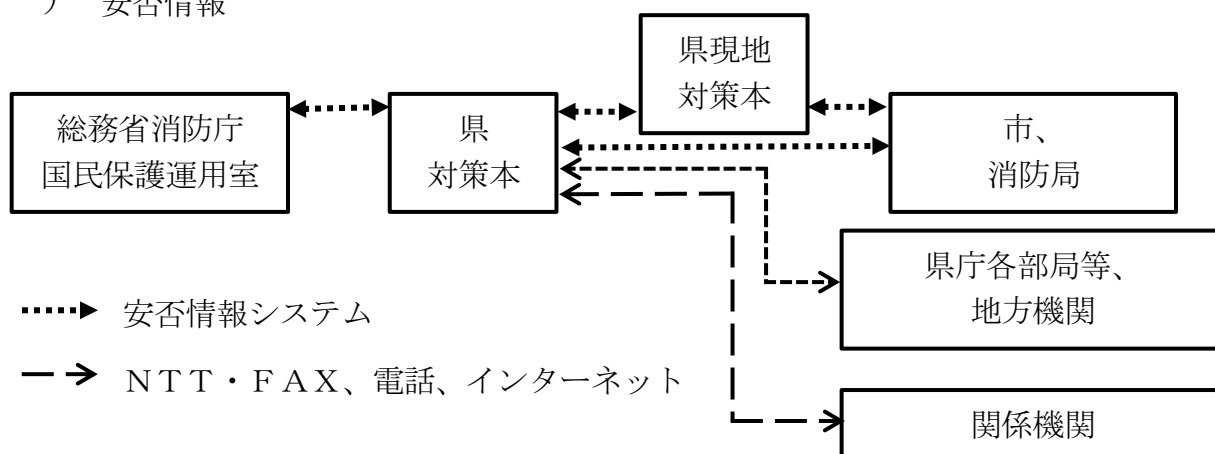 ） 安否情報
県現地
対策本
総務省消防庁
国民保護運用室
県
対策本
市、
消防局
県庁各部局等、
地方機関
安否情報システム
ＮＴＴ・ＦＡＸ、電話、インターネット
関係機関